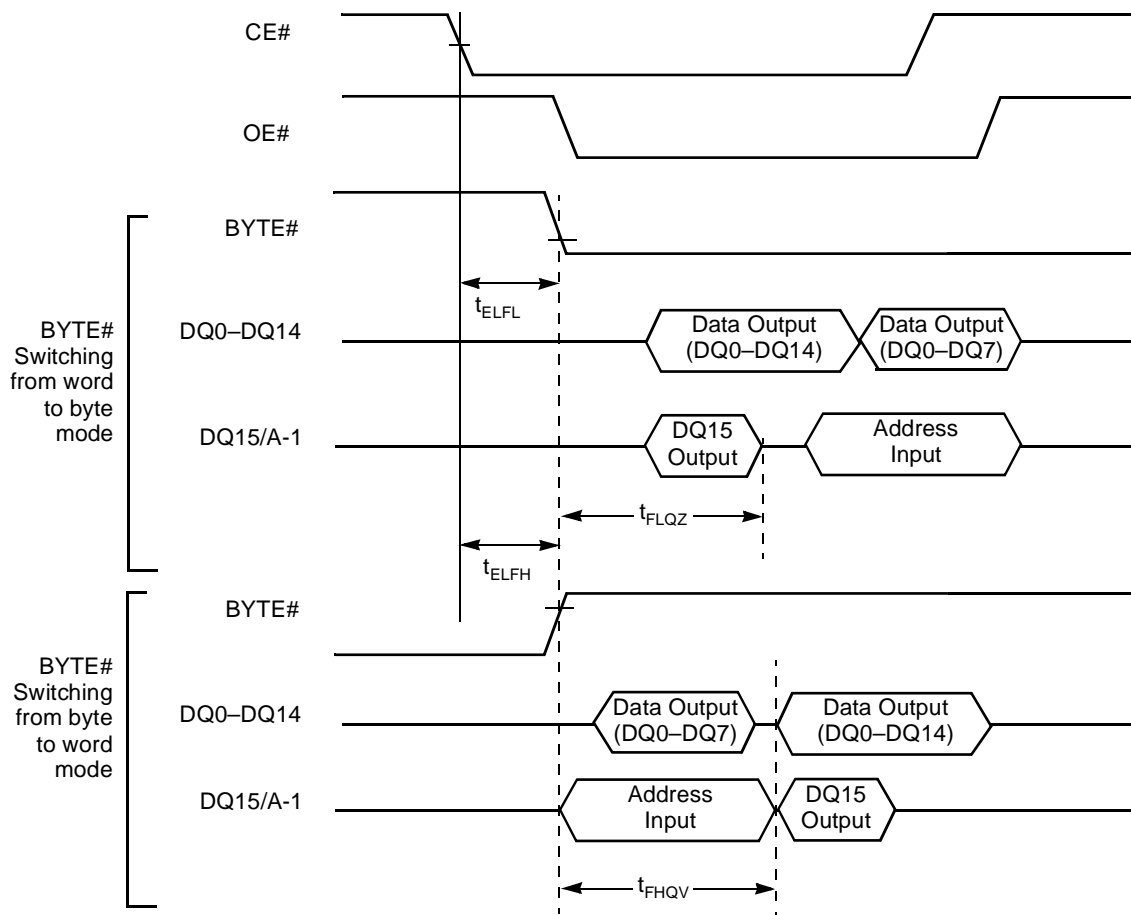 CE#
OE#
BYTE#
tELFL
BYTE#
Switching
from word
to byte
mode
DQ0–DQ14
Data Output
(DQ0–DQ14)
Data Output
(DQ0–DQ7)
DQ15/A-1
DQ15
Output
Address
Input
tFLQZ
tELFH
BYTE#
BYTE#
Switching
from byte
to word
mode
DQ0–DQ14
Data Output
(DQ0–DQ7)
Data Output
(DQ0–DQ14)
DQ15/A-1
Address
Input
DQ15
Output
tFHQV